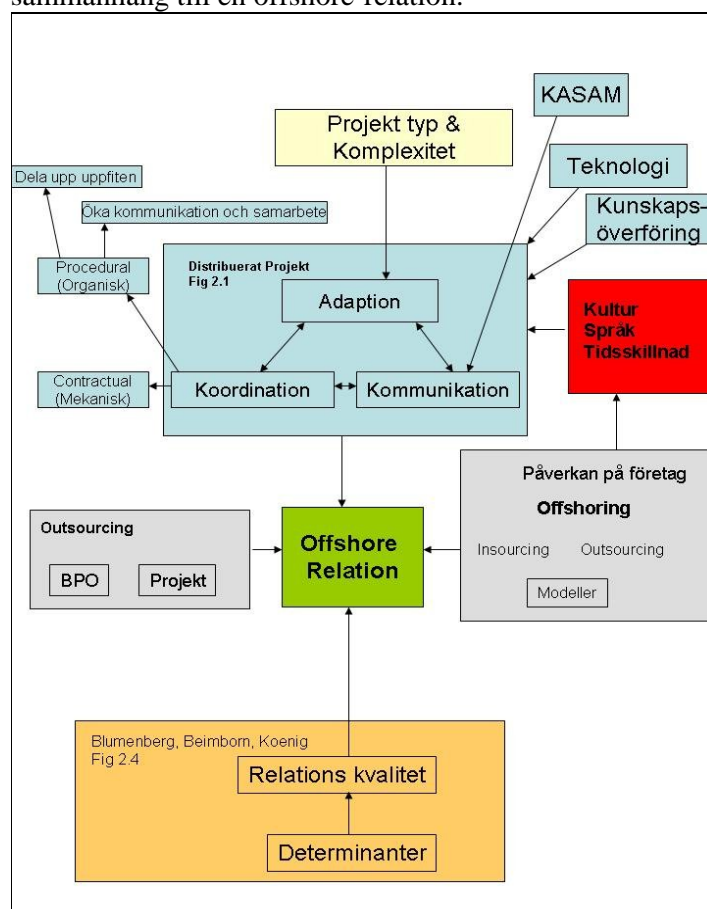 sammanhang till en offshore-relation.
KASAM
Projekt typ &
Komplexitet
Teknologi
Dela upp uppfiten
Öka kommunikation och samarbete
Kunskaps-
överföring
Procedural
(Organisk)
Distribuerat Projekt
Fig 2.1
Adaption
Kultur
Språk
Tidsskillnad
Contractual
(Mekanisk)
Koordination
Kommunikation
Påverkan på företag
Offshoring
Insourcing
Outsourcing
Modeller
Outsourcing
BPO
Projekt
Offshore
Relation
Blumenberg, Beimborn, Koenig
Fig 2.4
Relations kvalitet
Determinanter